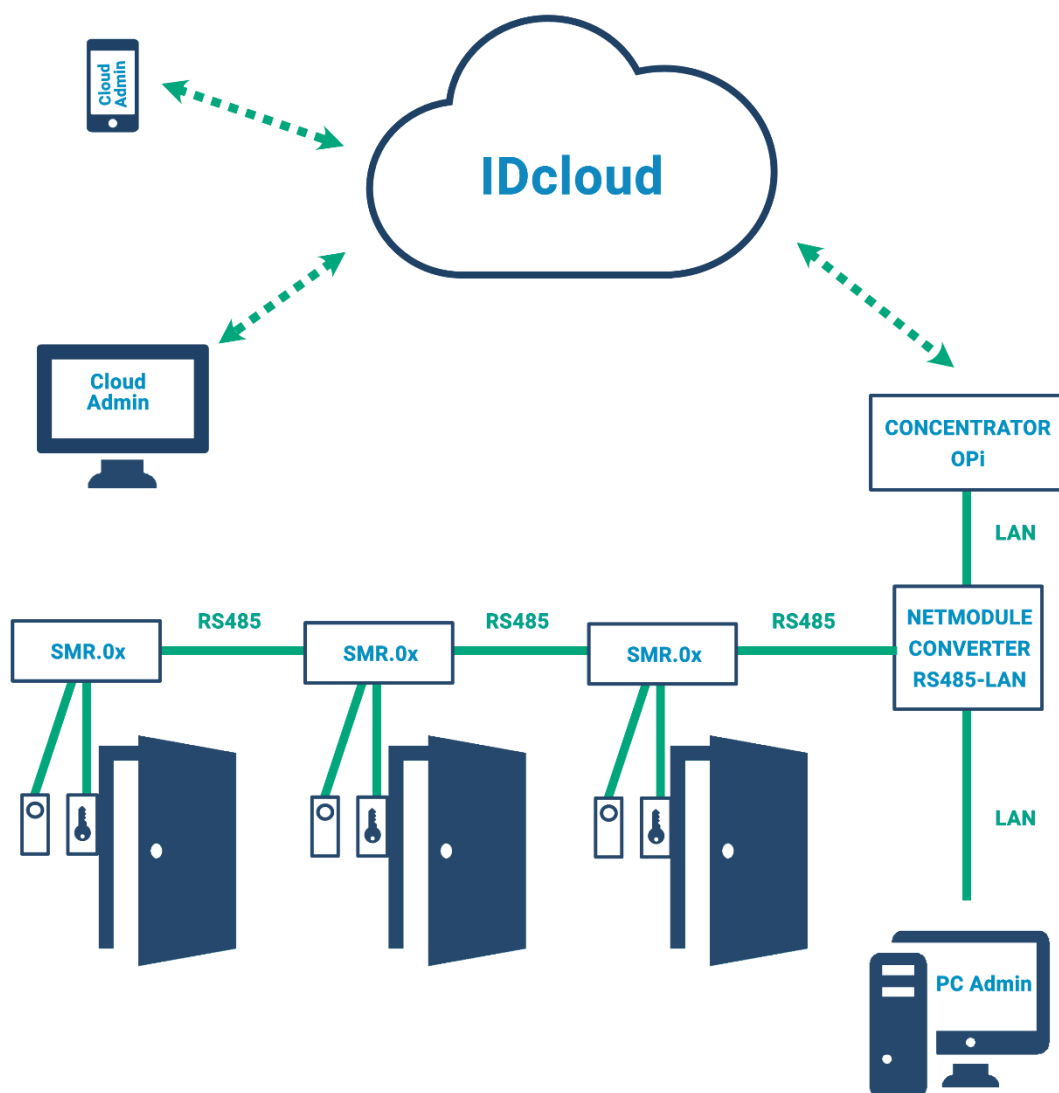 Cloud
Admin
IDcloud
Cloud
Admin
CONCENTRATOR
OPi
LAN
RS485
RS485
RS485
SMR.0x
SMR.0x
SMR.0x
NETMODULE
CONVERTER
RS485-LAN
LAN
PC Admin